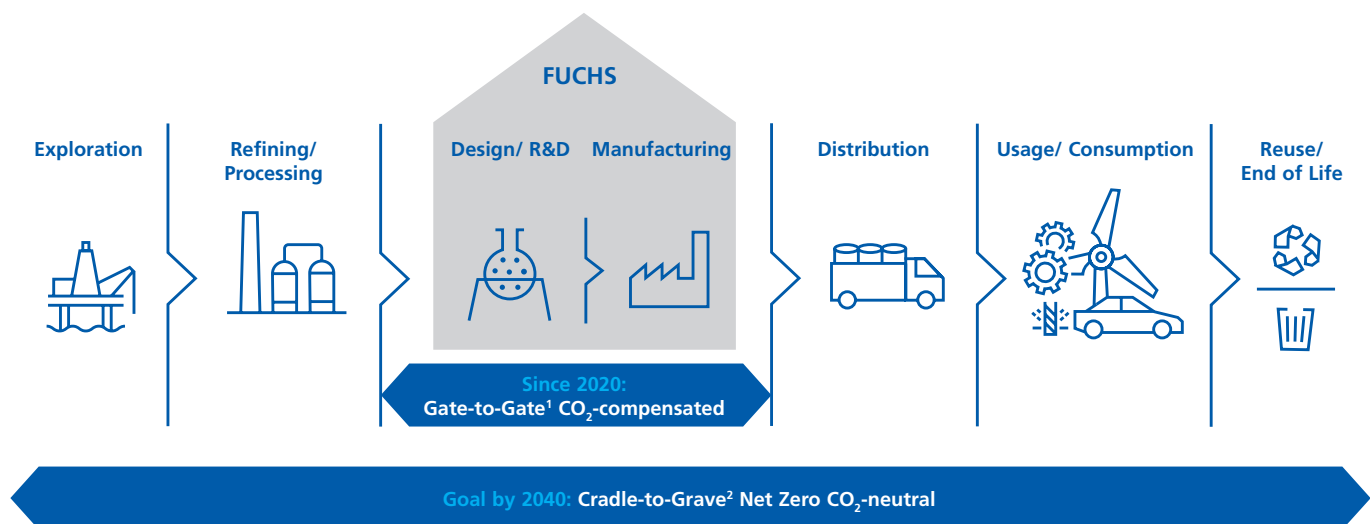 FUCHS
Exploration
Refining/
Processing
Design/ R&D
Manufacturing
Distribution
Usage/ Consumption
Reuse/
End of Life
Since 2020:
Gate-to-Gate¹ CO₂-compensated
Goal by 2040: Cradle-to-Grave² Net Zero CO₂-neutral